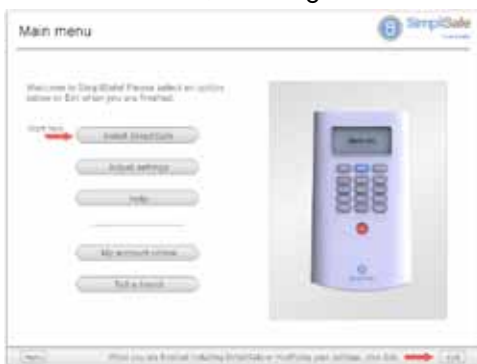 Main menu
SimpliSafe
Welcome to SimpliSafe! Please select an option
below or Exit when you are finished.
Start here
Install SimpliSafe
Adjust settings
Help
My account online
Tell a friend
Menu
When you are finished installing SimpliSafe or modifying your settings, click Exit.
Exit